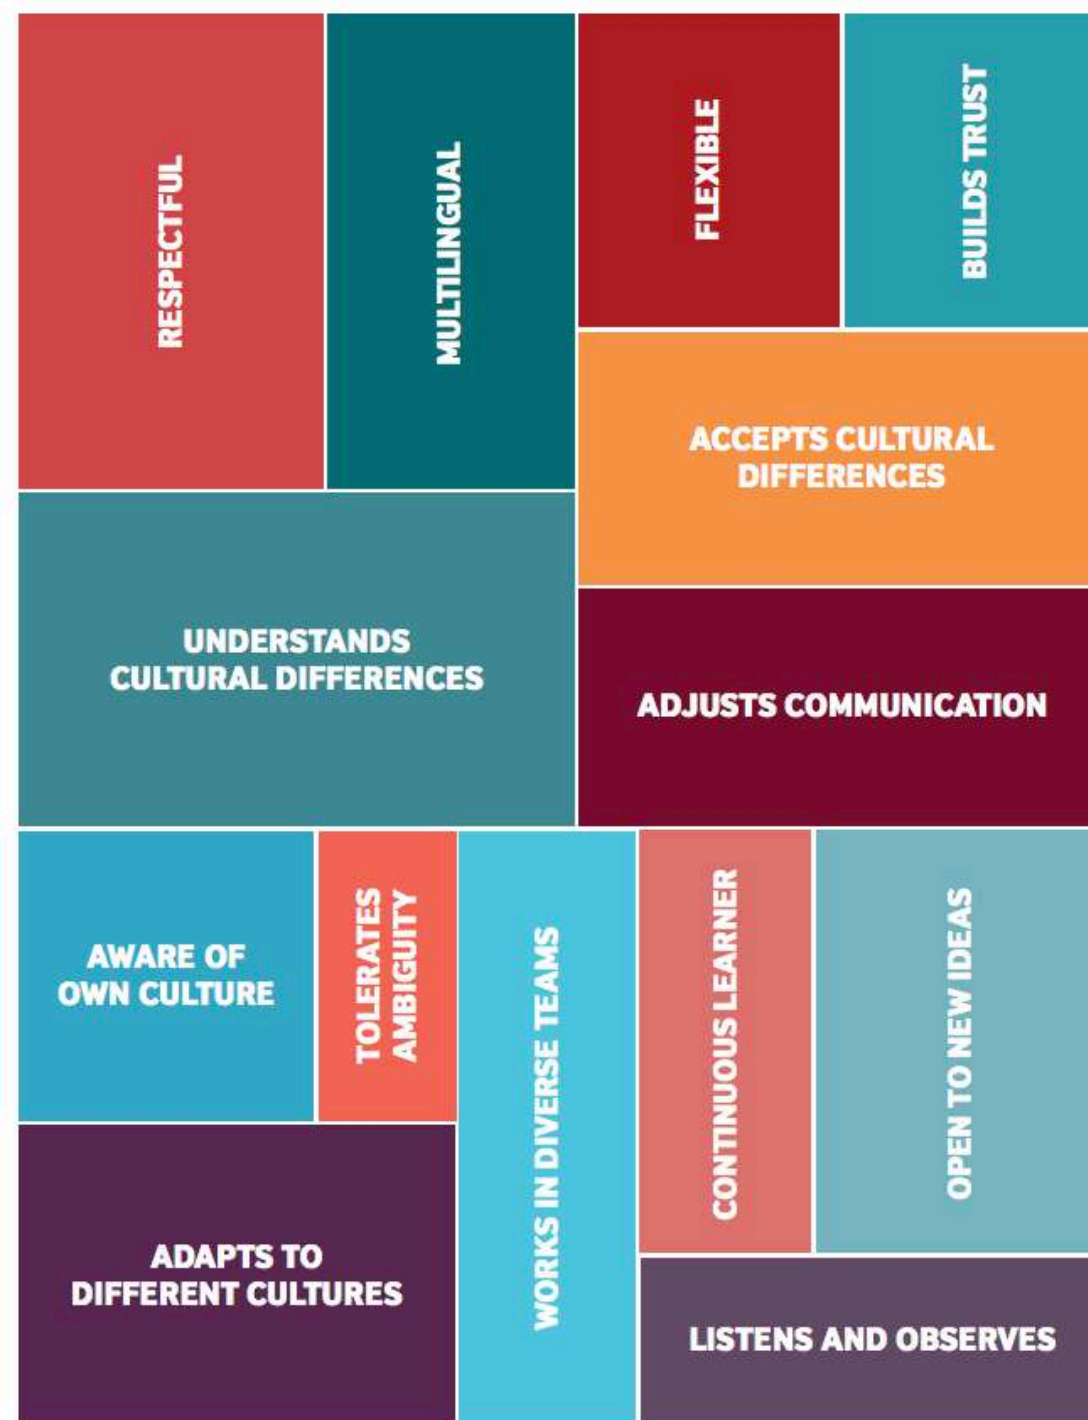 RESPECTFUL
MULTILINGUAL
FLEXIBLE
BUILDS TRUST
ACCEPTS CULTURAL
DIFFERENCES
UNDERSTANDS
CULTURAL DIFFERENCES
ADJUSTS COMMUNICATION
AWARE OF
OWN CULTURE
TOLERATES
AMBIGUITY
WORKS IN DIVERSE TEAMS
CONTINUOUS LEARNER
OPEN TO NEW IDEAS
ADAPTS TO
DIFFERENT CULTURES
LISTENS AND OBSERVES